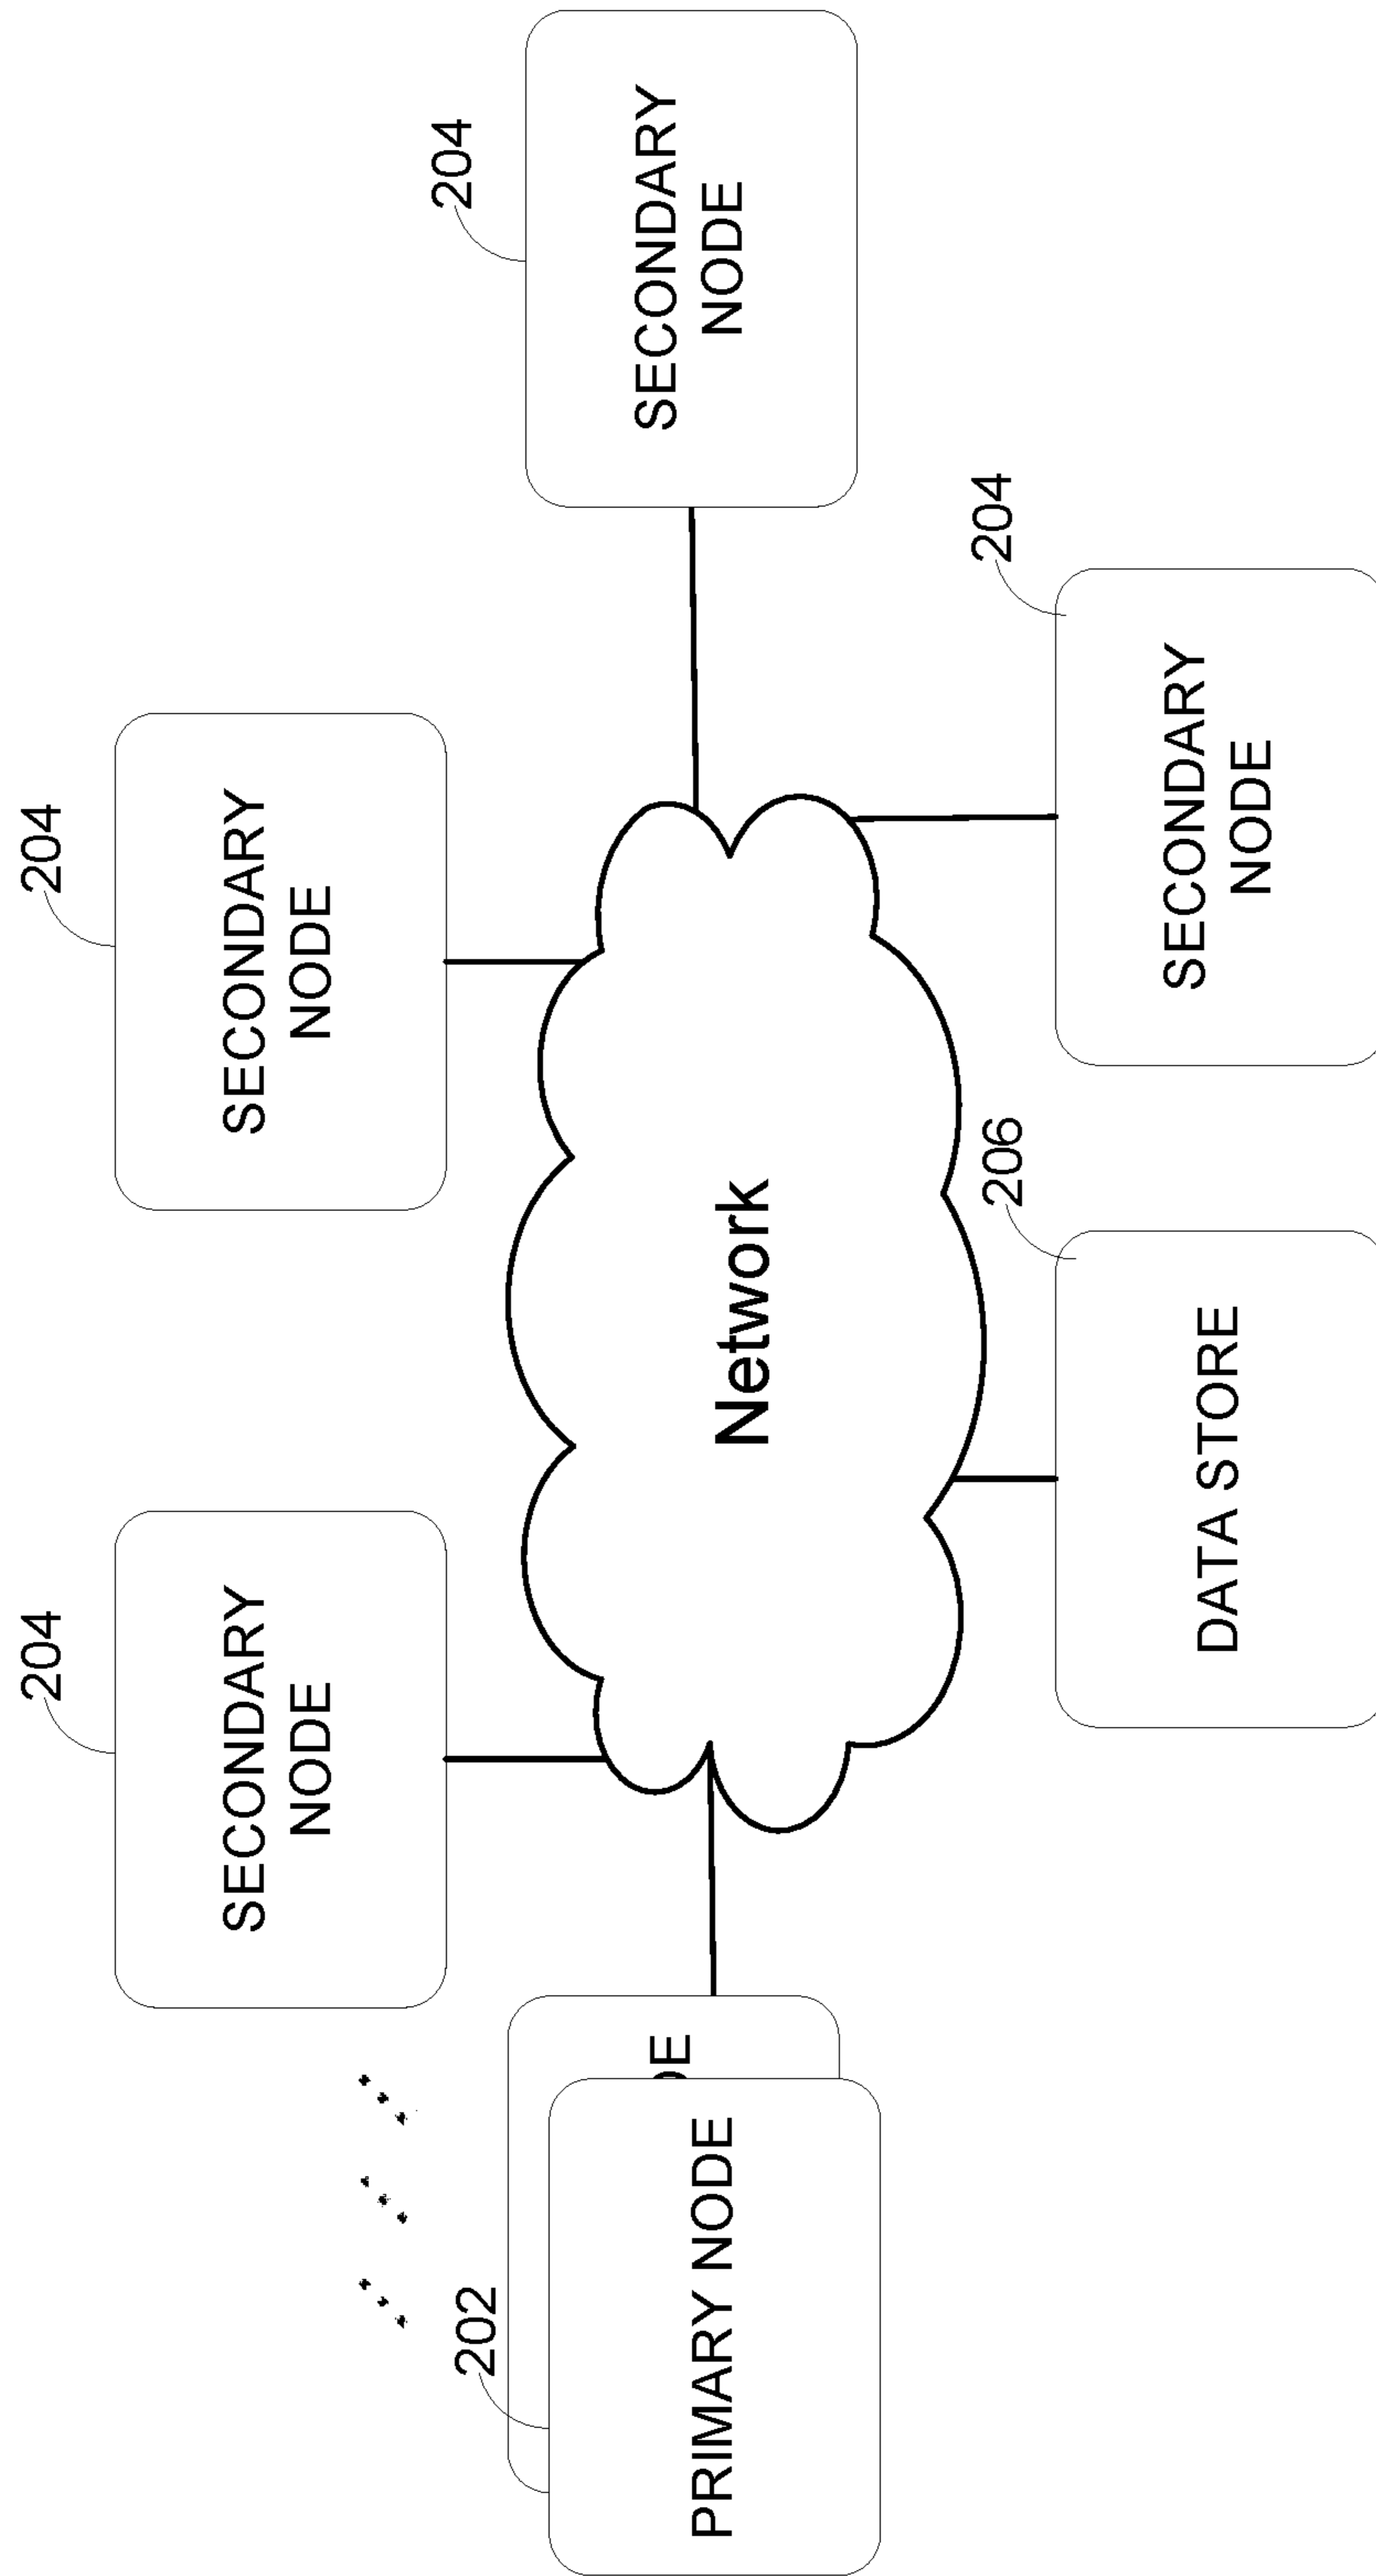 204
SECONDARY
NODE
204
SECONDARY
NODE
202
DE
PRIMARY NODE
Network
204
SECONDARY
NODE
206
DATA STORE
204
SECONDARY
NODE